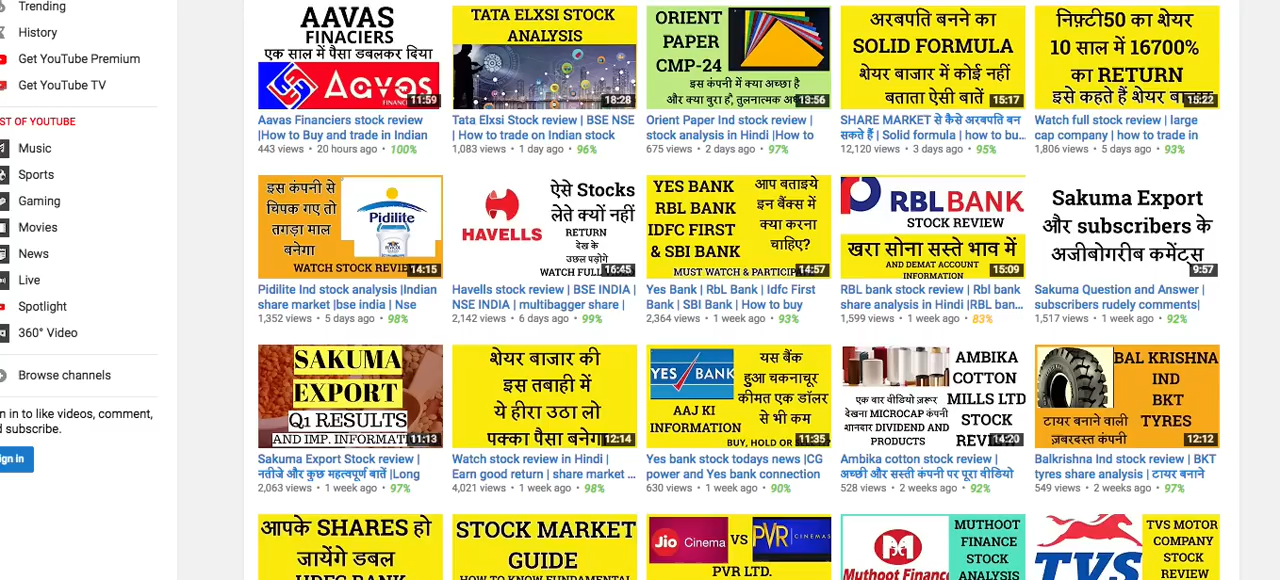 Trending
History
Get YouTube Premium
Get YouTube TV
ST OF YOUTUBE
Music
Sports
Gaming
Movies
News
Live
Spotlight
360° Video
Browse channels
n in to like videos, comment,
d subscribe.
gn in
AAVAS
FINACIERS
एक साल में पैसा डबलकर दिया
Aavas
11:59
Aavas Financiers stock review
|How to Buy and trade in Indian
443 views • 20 hours ago • 100%
TATA ELXSI STOCK
ANALYSIS
18:28
Tata Elxsi Stock review | BSE NSE
| How to trade on Indian stock
1,083 views • 1 day ago • 96%
ORIENT
PAPER
CMP-24
इस कंपनी में क्या अच्छा है
और क्या बुरा है, तुलनात्मक
13:56
Orient Paper Ind stock review |
stock analysis in Hindi |How to
675 views • 2 days ago • 97%
अरबपति बनने का
SOLID FORMULA
शेयर बाजार में कोई नहीं
बताता ऐसी बातें
15:17
SHARE MARKET से कैसे अरबपति बन
सकते हैं | Solid formula | how to bu...
12,120 views • 3 days ago • 95%
निफ़्टी50 का शेयर
10 साल में 16700%
का RETURN
इसे कहते हैं शेयर
15:22
Watch full stock review | large
cap company | how to trade in
1,806 views • 5 days ago • 93%
इस कंपनी से
चिपक गए तो
तगड़ा माल
बनेगा
Pidilite
WATCH STOCK REVIE
14:15
Pidilite Ind stock analysis |Indian
share market |bse india | Nse
1,352 views • 5 days ago • 98%
ऐसे Stocks
लेते क्यों नहीं
HAVELLS
RETURN
देख के
उछल पड़ोगे
WATCH FULL
16:45
Havells stock review | BSE INDIA |
NSE INDIA | multibagger share |
2,142 views • 6 days ago • 99%
YES BANK
RBL BANK
IDFC FIRST
& SBI BANK
आप बताइये
इन बैंक्स में
क्या करना
चाहिए?
MUST WATCH & PARTICIP
14:57
Yes Bank | RbL Bank | Idfc First
Bank | SBI Bank | How to buy
2,364 views • 1 week ago • 93%
RBLBANK
STOCK REVIEW
खरा सोना सस्ते भाव में
AND DEMAT ACCOUNT
INFORMATION
15:09
RBL bank stock review | Rbl bank
share analysis in Hindi |RBL ban...
1,599 views • 1 week ago • 83%
Sakuma Export
और subscribers के
अजीबोगरीब कमेंट्स
9:57
Sakuma Question and Answer |
subscribers rudely comments|
1,517 views • 1 week ago • 92%
SAKUMA
EXPORT
Q1 RESULTS
AND IMP. INFORMATI
11:13
Sakuma Export Stock review |
नतीजे और कुछ महत्वपूर्ण बातें |Long
2,063 views • 1 week ago • 97%
शेयर बाजार की
इस तबाही में
ये हीरा उठा लो
पक्का पैसा बनेगा
12:14
Watch stock review in Hindi |
Earn good return | share market ...
4,021 views • 1 week ago • 98%
YES BANK
यस बैंक
हुआ चकनाचूर
कीमत एक डॉलर
से भी कम
AAJ KI
INFORMATION
BUY, HOLD OR
11:35
Yes bank stock todays news |CG
power and Yes bank connection
630 views • 1 week ago • 90%
AMBIKA
COTTON
MILLS LTD
STOCK
REVIEW
एक बार वीडियो ज़रूर
देखना MICROCAP कंपनी
शानदार DIVIDEND AND
PRODUCTS
14:20
Ambika cotton stock review |
अच्छी और सस्ती कंपनी पर पूरा वीडियो
528 views • 2 weeks ago • 92%
BAL KRISHNA
IND
BKT
TYRES
टायर बनाने वाली
ज़बरदस्त कंपनी
12:12
Balkrishna Ind stock review | BKT
tyres share analysis | टायर बनाने
549 views • 2 weeks ago • 97%
आपके SHARES हो
जायेंगे डबल
HDFC BANK
STOCK MARKET
GUIDE
HOW TO KNOW FUNDAMENTAL
Jio Cinema VS PVR CINEMAS
PVR LTD.
Muthoot Finance
MUTHOOT
FINANCE
STOCK
ANALYSIS
TVS
TVS MOTOR
COMPANY
STOCK
REVIEW